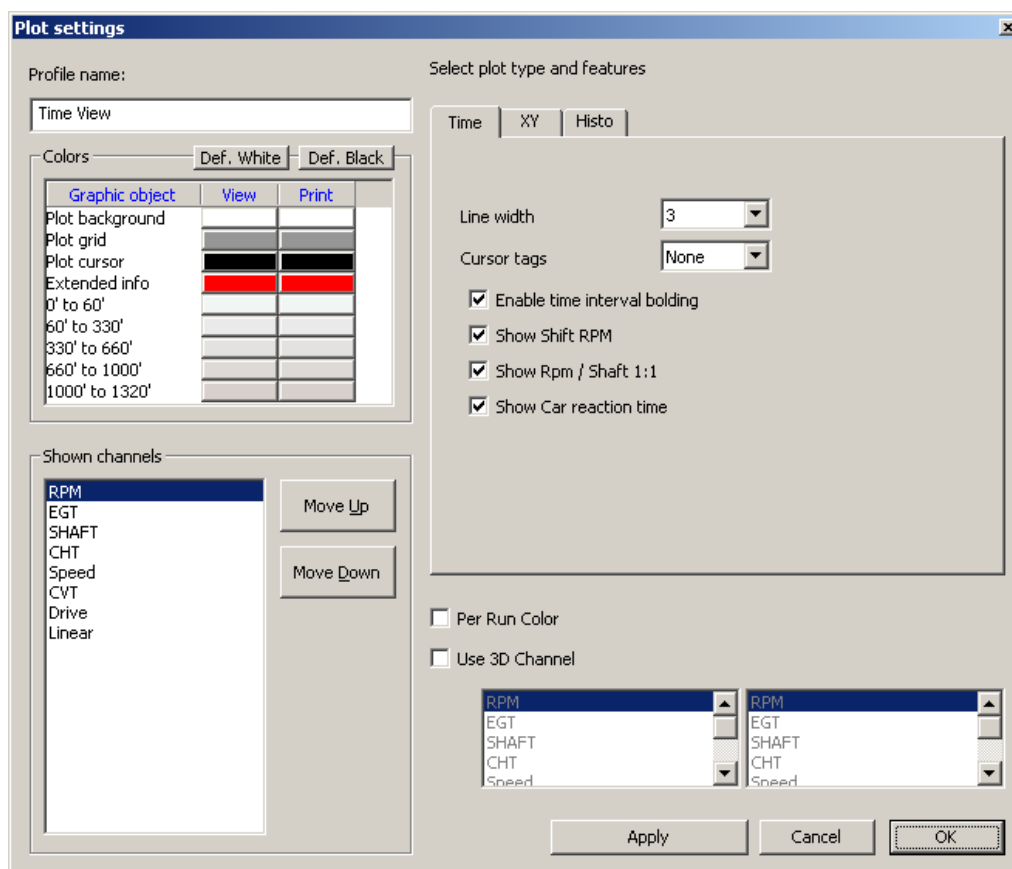 Plot settings
Profile name:
Time View
Colors
Def. White
Def. Black
Graphic object View Print
Plot background
Plot grid
Plot cursor
Extended info
0' to 60'
60' to 330'
330' to 660'
660' to 1000'
1000' to 1320'
Shown channels
RPM
EGT
SHAFT
CHT
Speed
CVT
Drive
Linear
Move Up
Move Down
Select plot type and features
Time XY Histo
Line width 3
Cursor tags None
Enable time interval bolding
Show Shift RPM
Show Rpm / Shaft 1:1
Show Car reaction time
Per Run Color
Use 3D Channel
RPM
EGT
SHAFT
CHT
Speed
RPM
EGT
SHAFT
CHT
Speed
Apply Cancel OK